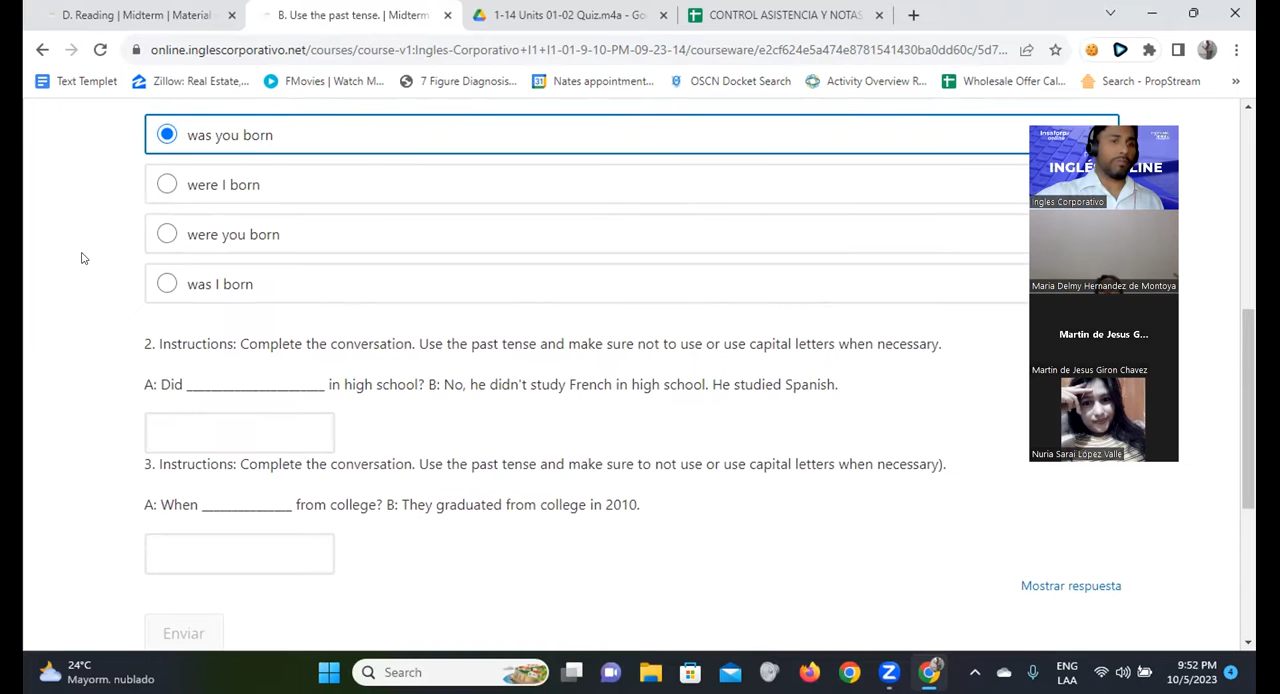 D. Reading | Midterm | Material
B. Use the past tense. | Midterm
1-14 Units 01-02 Quiz.m4a - Go
CONTROL ASISTENCIA Y NOTAS
online.inglescorporativo.net/courses/course-v1:Ingles-Corporativo+I1+I1-01-9-10-PM-09-23-14/courseware/e2cf624e5a474e8781541430ba0dd60c/5d7...
Text Templet
Zillow: Real Estate,...
FMovies | Watch M...
7 Figure Diagnosis...
31
Nates appointment...
OSCN Docket Search
Activity Overview R...
Wholesale Offer Cal...
Search - PropStream
»
was you born
were I born
were you born
was I born
INGLÉ LINE
Ingles Corporativo
Maria Delmy Hernandez de Montoya
Martin de Jesus G...
Martin de Jesus Giron Chavez
Nuria Sarai López Valle
2. Instructions: Complete the conversation. Use the past tense and make sure not to use or use capital letters when necessary.
A: Did ____________________ in high school? B: No, he didn't study French in high school. He studied Spanish.
3. Instructions: Complete the conversation. Use the past tense and make sure to not use or use capital letters when necessary).
A: When _____________ from college? B: They graduated from college in 2010.
Mostrar respuesta
Enviar
24°C
Mayorm. nublado
Search
ENG
LAA
9:52 PM
10/5/2023
4